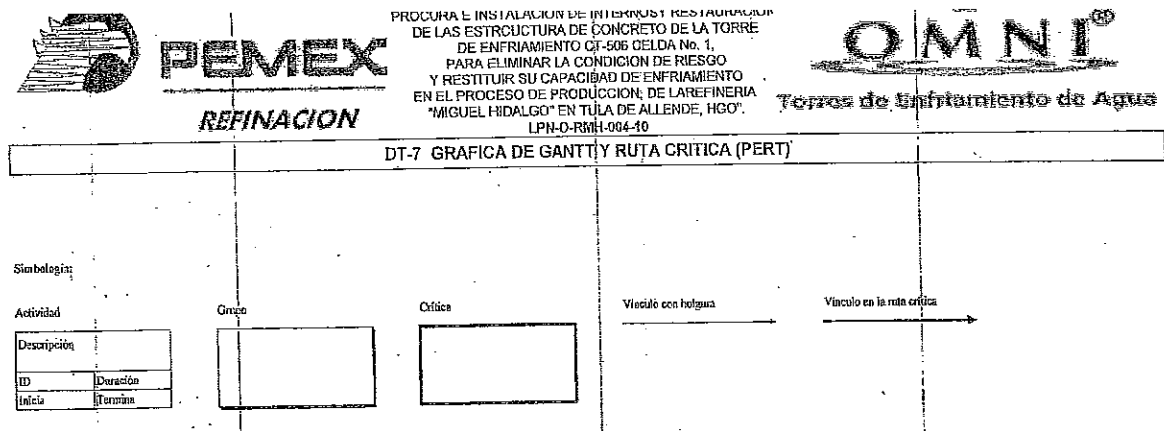 PEMEX
REFINACION
PROCURA E INSTALACION DE INTERNOS Y RESTAURACION
DE LAS ESTRCUCTURA DE CONCRETO DE LA TORRE
DE ENFRIAMIENTO CT-506 CELDA No. 1,
PARA ELIMINAR LA CONDICION DE RIESGO
Y RESTITUIR SU CAPACIDAD DE ENFRIAMIENTO
EN EL PROCESO DE PRODUCCION; DE LAREFINERIA
"MIGUEL HIDALGO" EN TULA DE ALLENDE, HGO".
LPN-O-RMH-004-10
OMNI®
Torres de Enfriamiento de Agua
DT-7 GRAFICA DE GANTT Y RUTA CRITICA (PERT)
Simbología:
Actividad
Grupo
Crítica
Vínculo con holgura
Vínculo en la ruta crítica
Descripción
ID Duración
Inicia Termina